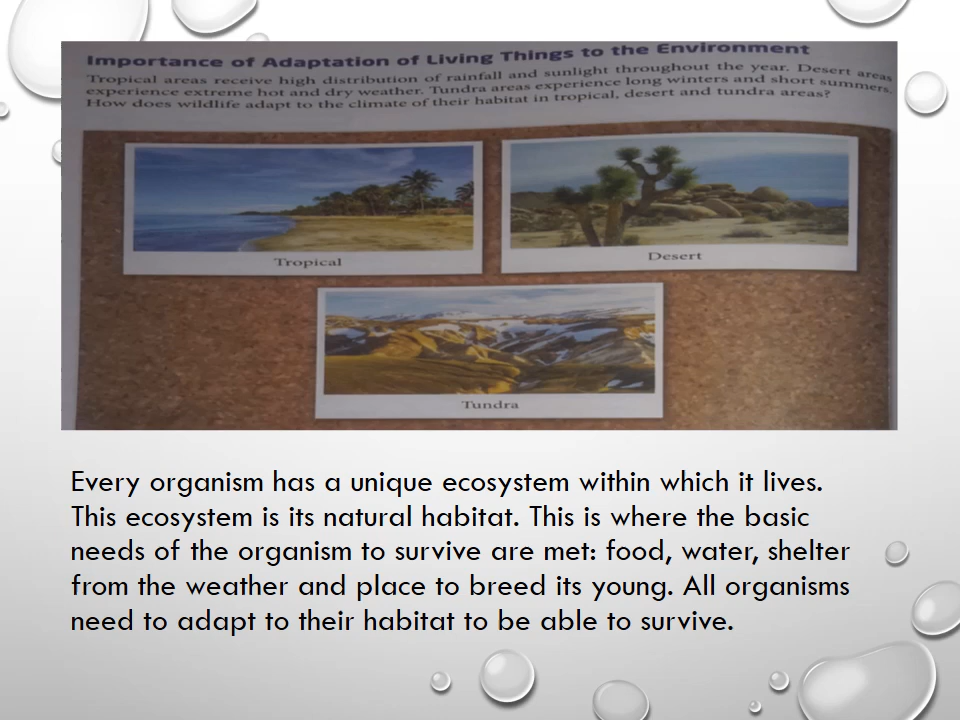 Importance of Adaptation of Living Things to the Environment
Tropical areas receive high distribution of rainfall and sunlight throughout the year. Desert areas
experience extreme hot and dry weather. Tundra areas experience long winters and short summers.
How does wildlife adapt to the climate of their habitat in tropical, desert and tundra areas?
Tropical
Desert
Tundra
Every organism has a unique ecosystem within which it lives.
This ecosystem is its natural habitat. This is where the basic
needs of the organism to survive are met: food, water, shelter
from the weather and place to breed its young. All organisms
need to adapt to their habitat to be able to survive.